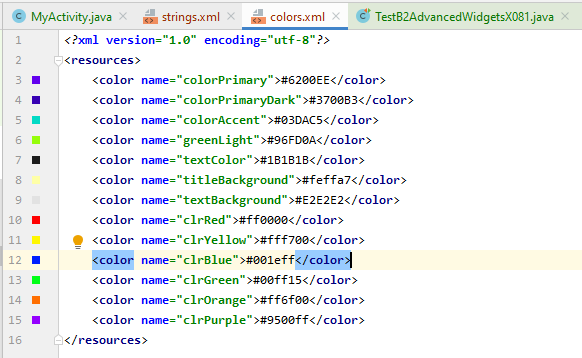 MyActivity.java strings.xml colors.xml TestB2AdvancedWidgetsX081.java
1 <?xml version="1.0" encoding="utf-8"?>
2 <resources>
3 <color name="colorPrimary">#6200EE</color>
4 <color name="colorPrimaryDark">#3700B3</color>
5 <color name="colorAccent">#03DAC5</color>
6 <color name="greenLight">#96FD0A</color>
7 <color name="textColor">#1B1B1B</color>
8 <color name="titleBackground">#feffa7</color>
9 <color name="textBackground">#E2E2E2</color>
10 <color name="clrRed">#ff0000</color>
11 <color name="clrYellow">#fff700</color>
12 <color name="clrBlue">#001eff</color>
13 <color name="clrGreen">#00ff15</color>
14 <color name="clrOrange">#ff6f00</color>
15 <color name="clrPurple">#9500ff</color>
16 </resources>